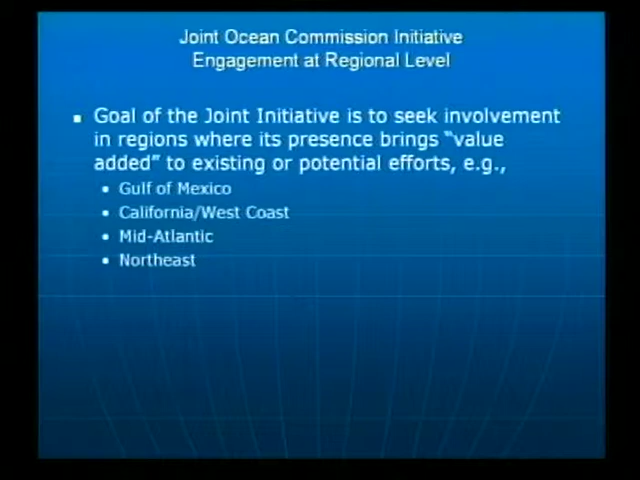 Joint Ocean Commission Initiative
Engagement at Regional Level
Goal of the Joint Initiative is to seek involvement
in regions where its presence brings “value
added” to existing or potential efforts, e.g.,
Gulf of Mexico
California/West Coast
Mid-Atlantic
Northeast